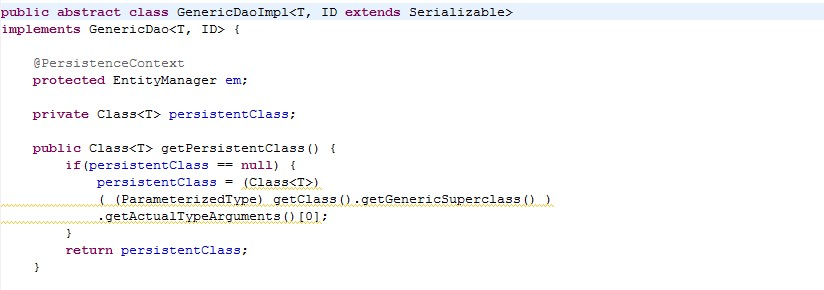 public abstract class GenericDaoImpl<T, ID extends Serializable>
implements GenericDao<T, ID> {
@PersistenceContext
protected EntityManager em;
private Class<T> persistentClass;
public Class<T> getPersistentClass() {
if(persistentClass == null) {
persistentClass = (Class<T>)
( (ParameterizedType) getClass().getGenericSuperclass() )
.getActualTypeArguments()[0];
}
return persistentClass;
}